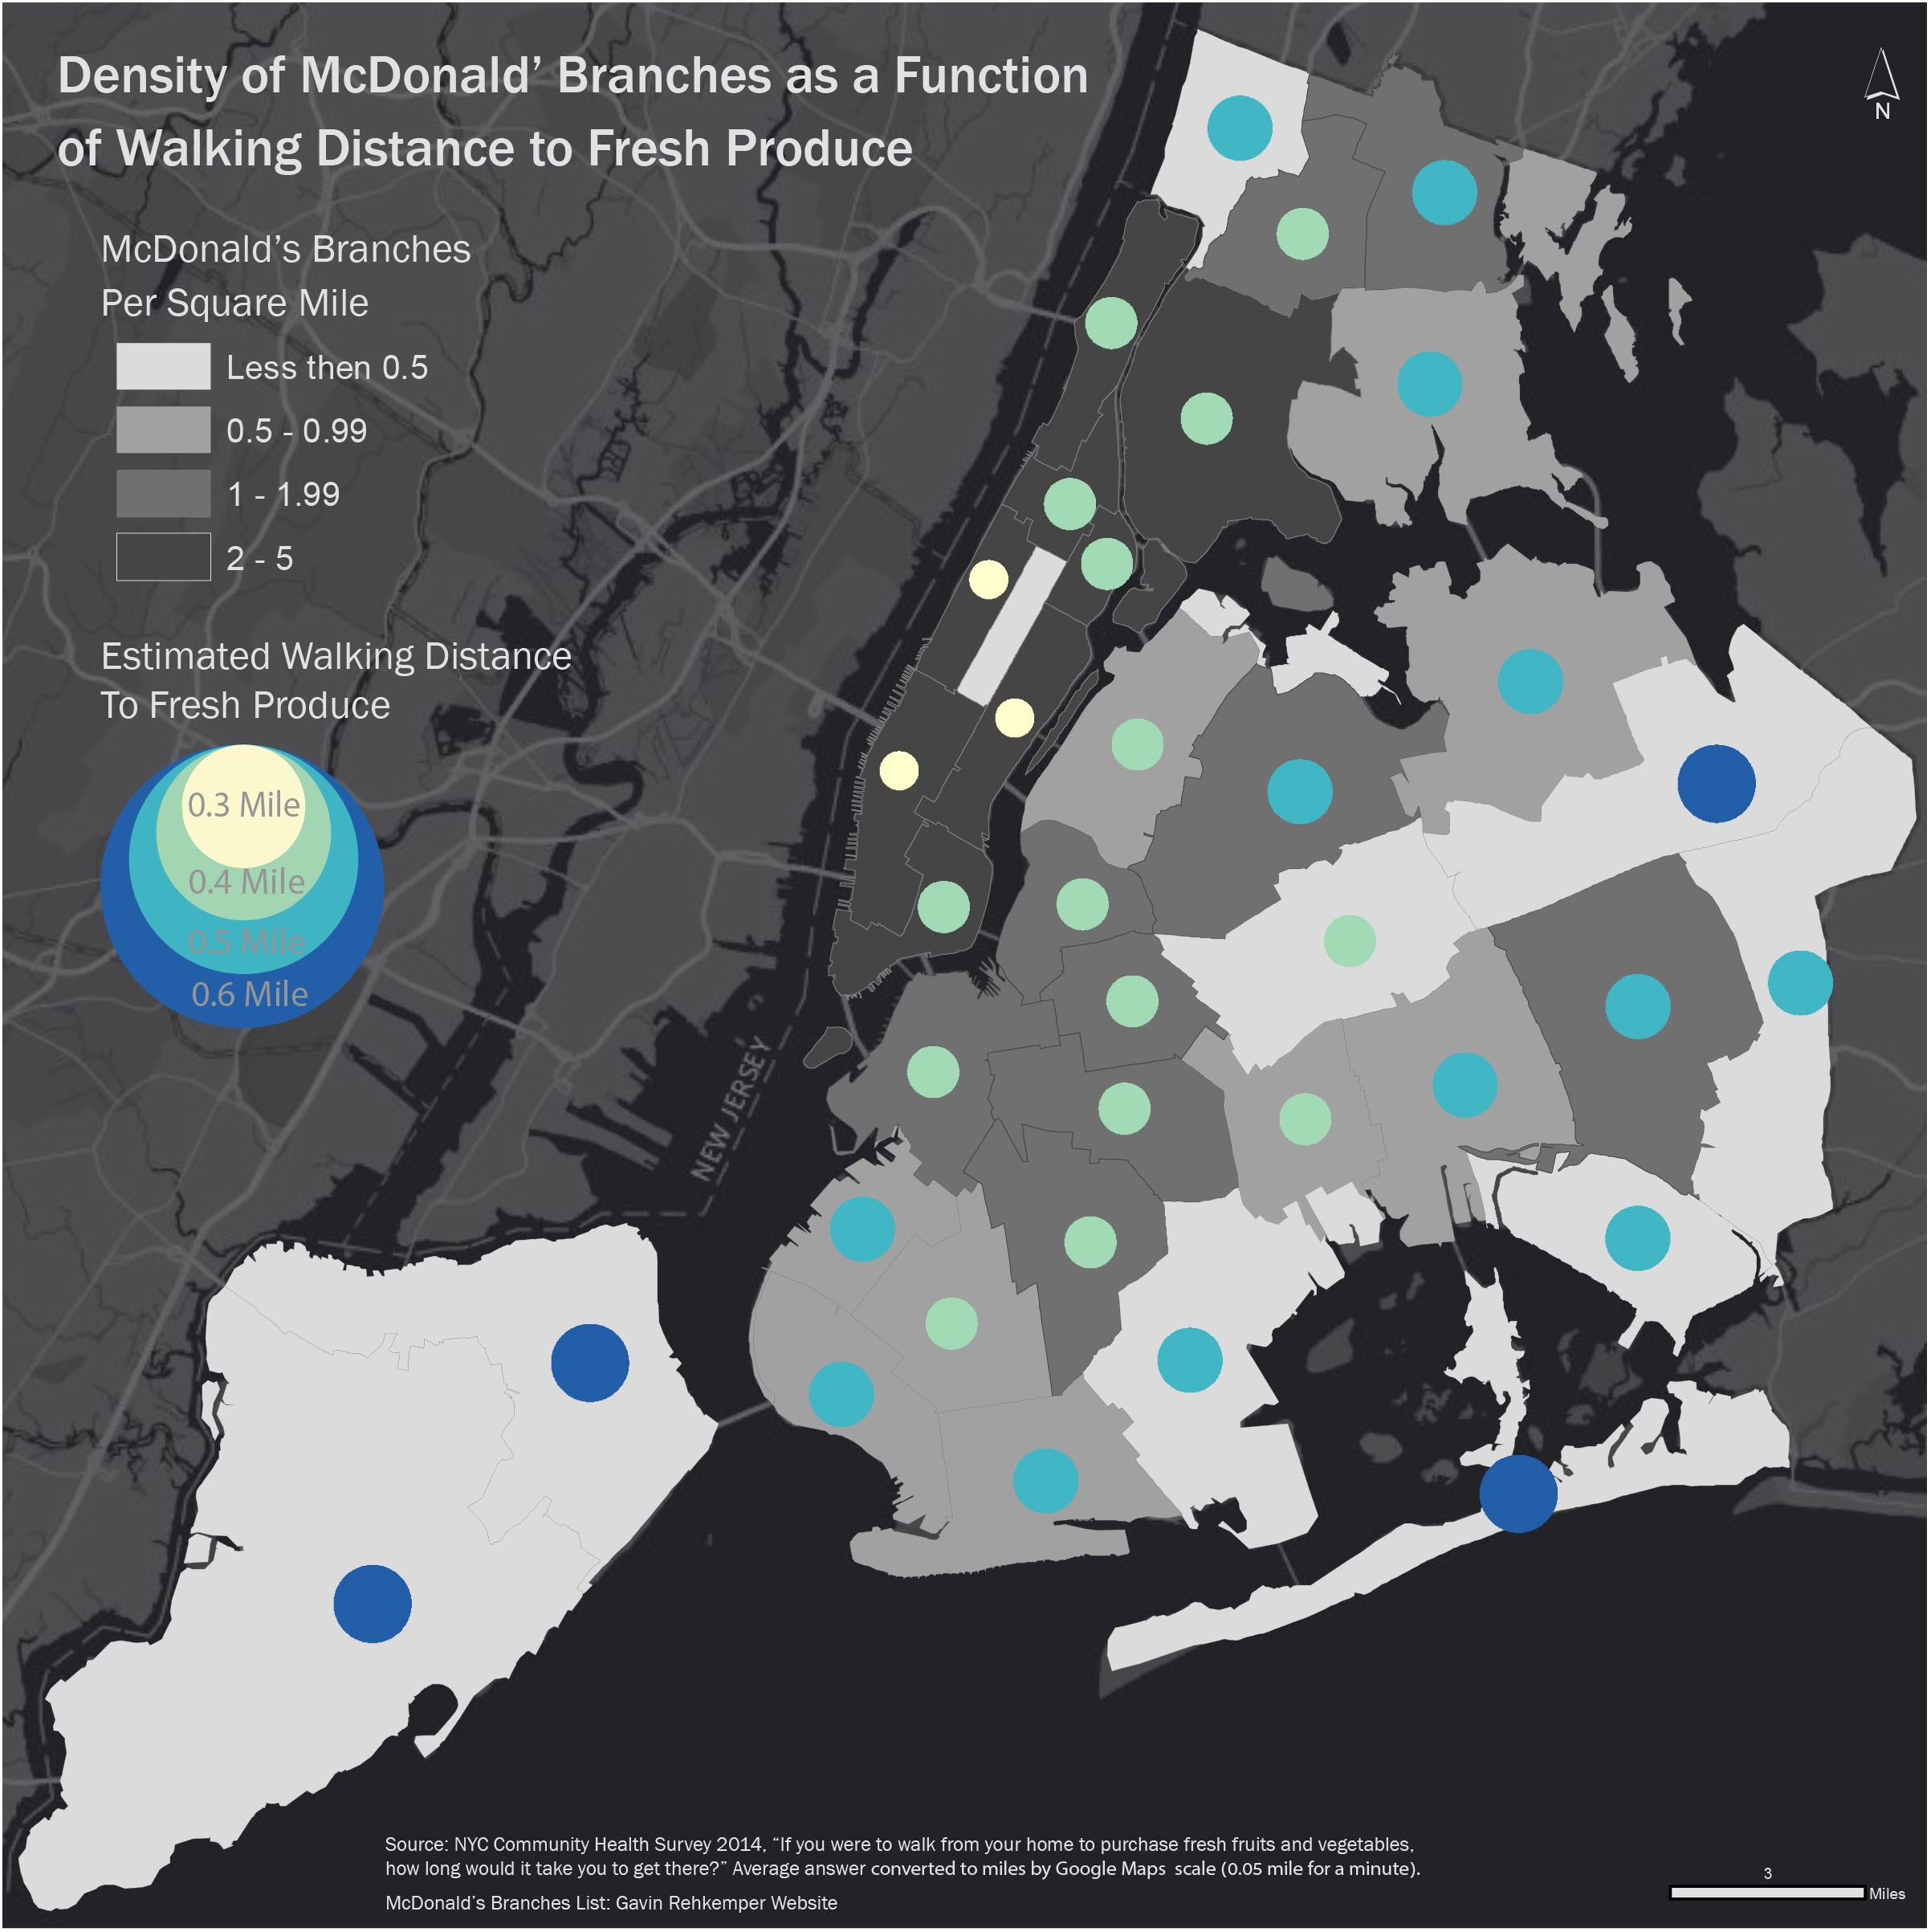 Density of McDonald’ Branches as a Function
of Walking Distance to Fresh Produce
N
McDonald’s Branches
Per Square Mile
Less then 0.5
0.5 - 0.99
1 - 1.99
2 - 5
Estimated Walking Distance
To Fresh Produce
0.3 Mile
0.4 Mile
0.5 Mile
0.6 Mile
NEW JERSEY
Source: NYC Community Health Survey 2014, “If you were to walk from your home to purchase fresh fruits and vegetables,
how long would it take you to get there?” Average answer converted to miles by Google Maps scale (0.05 mile for a minute).
McDonald’s Branches List: Gavin Rehkemper Website
3
Miles